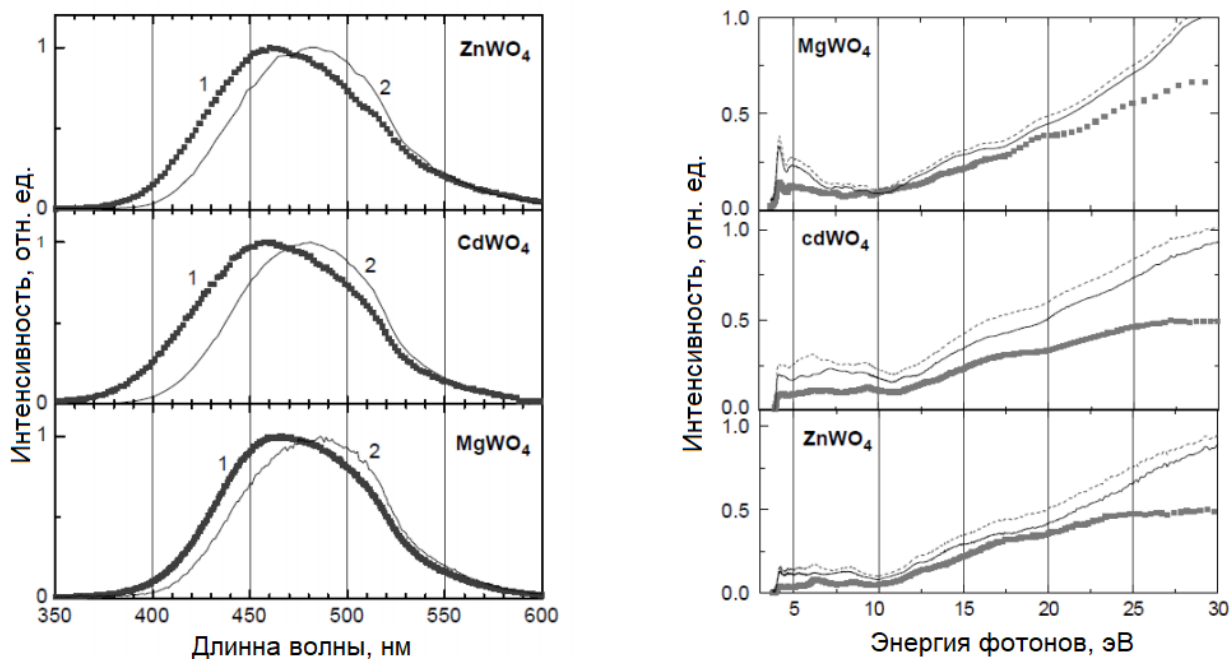 Интенсивность, отн. ед.
1
0
ZnWO4
1
2
1
0
CdWO4
1
2
1
0
MgWO4
1
2
350 400 450 500 550 600
Длинна волны, нм
Интенсивность, отн. ед.
1.0
0.5
0.0
MgWO4
1.0
0.5
0.0
cdWO4
1.0
0.5
0.0
ZnWO4
5 10 15 20 25 30
Энергия фотонов, эВ